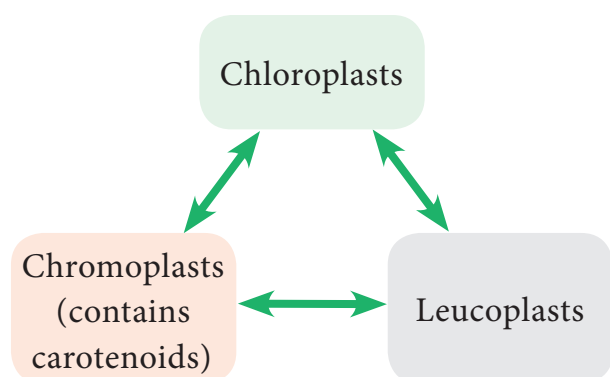 Chloroplasts
Chromoplasts
(contains
carotenoids)
Leucoplasts